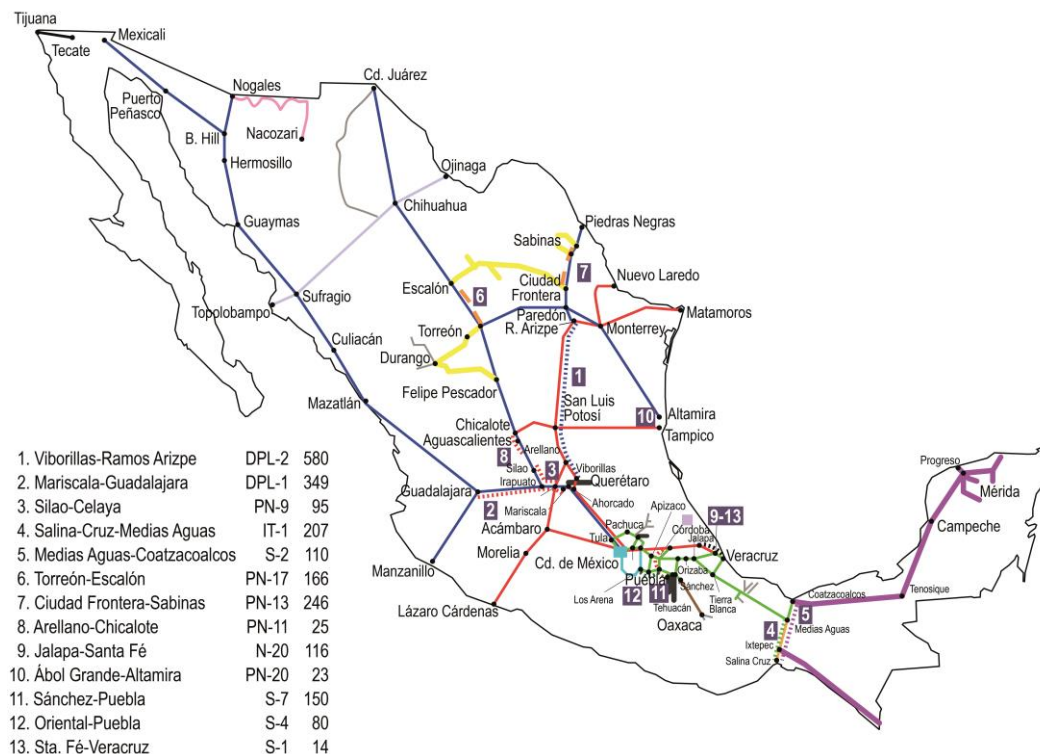 Tijuana
Mexicali
Tecate
Puerto
Peñasco
Nogales
Cd. Juárez
B. Hill
Nacozari
Hermosillo
Ojinaga
Chihuahua
Guaymas
Piedras Negras
Sabinas
7
Nuevo Laredo
Escalón
6
Ciudad
Frontera
Sufragio
Topolobampo
Paredón
R. Arizpe
Monterrey
Matamoros
Torreón
Culiacán
Durango
Felipe Pescador
1
Mazatlán
San Luis
Potosí
10
Altamira
Tampico
Chicalote
Aguascalientes
8
Arellano
Silao
3
Viborillas
Irapuato
Querétaro
Guadalajara
2
Mariscala
Ahorcado
Apizaco
9-13
Acámbaro
Pachuca
Córdoba
Tula
Jalapa
Veracruz
Morelia
Cd. de México
Manzanillo
Puebla
Orizaba
Los Arena
12
11
Sánchez
Tehuacán
Tierra
Blanca
Lázaro Cárdenas
Oaxaca
Coatzacoalcos
Tenosique
4
5
Medias Aguas
Ixtepec
Salina Cruz
Progreso
Mérida
Campeche
1. Viborillas-Ramos Arizpe DPL-2 580
2. Mariscala-Guadalajara DPL-1 349
3. Silao-Celaya PN-9 95
4. Salina-Cruz-Medias Aguas IT-1 207
5. Medias Aguas-Coatzacoalcos S-2 110
6. Torreón-Escalón PN-17 166
7. Ciudad Frontera-Sabinas PN-13 246
8. Arellano-Chicalote PN-11 25
9. Jalapa-Santa Fé N-20 116
10. Ábol Grande-Altamira PN-20 23
11. Sánchez-Puebla S-7 150
12. Oriental-Puebla S-4 80
13. Sta. Fé-Veracruz S-1 14